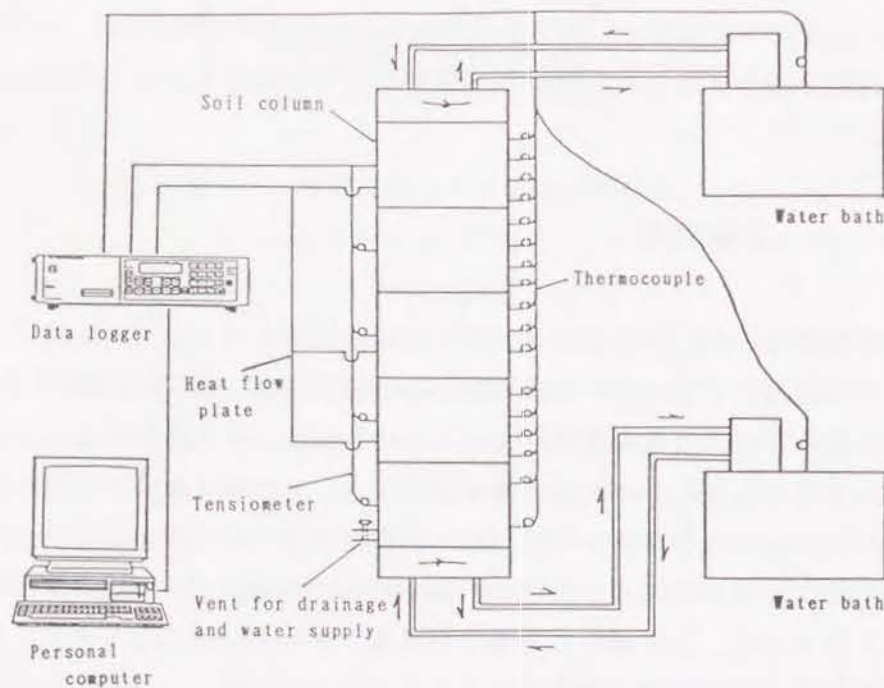 Soil column
Water bath
Thermocouple
Data logger
Heat flow
plate
Tensiometer
Vent for drainage
and water supply
Water bath
Personal
computer